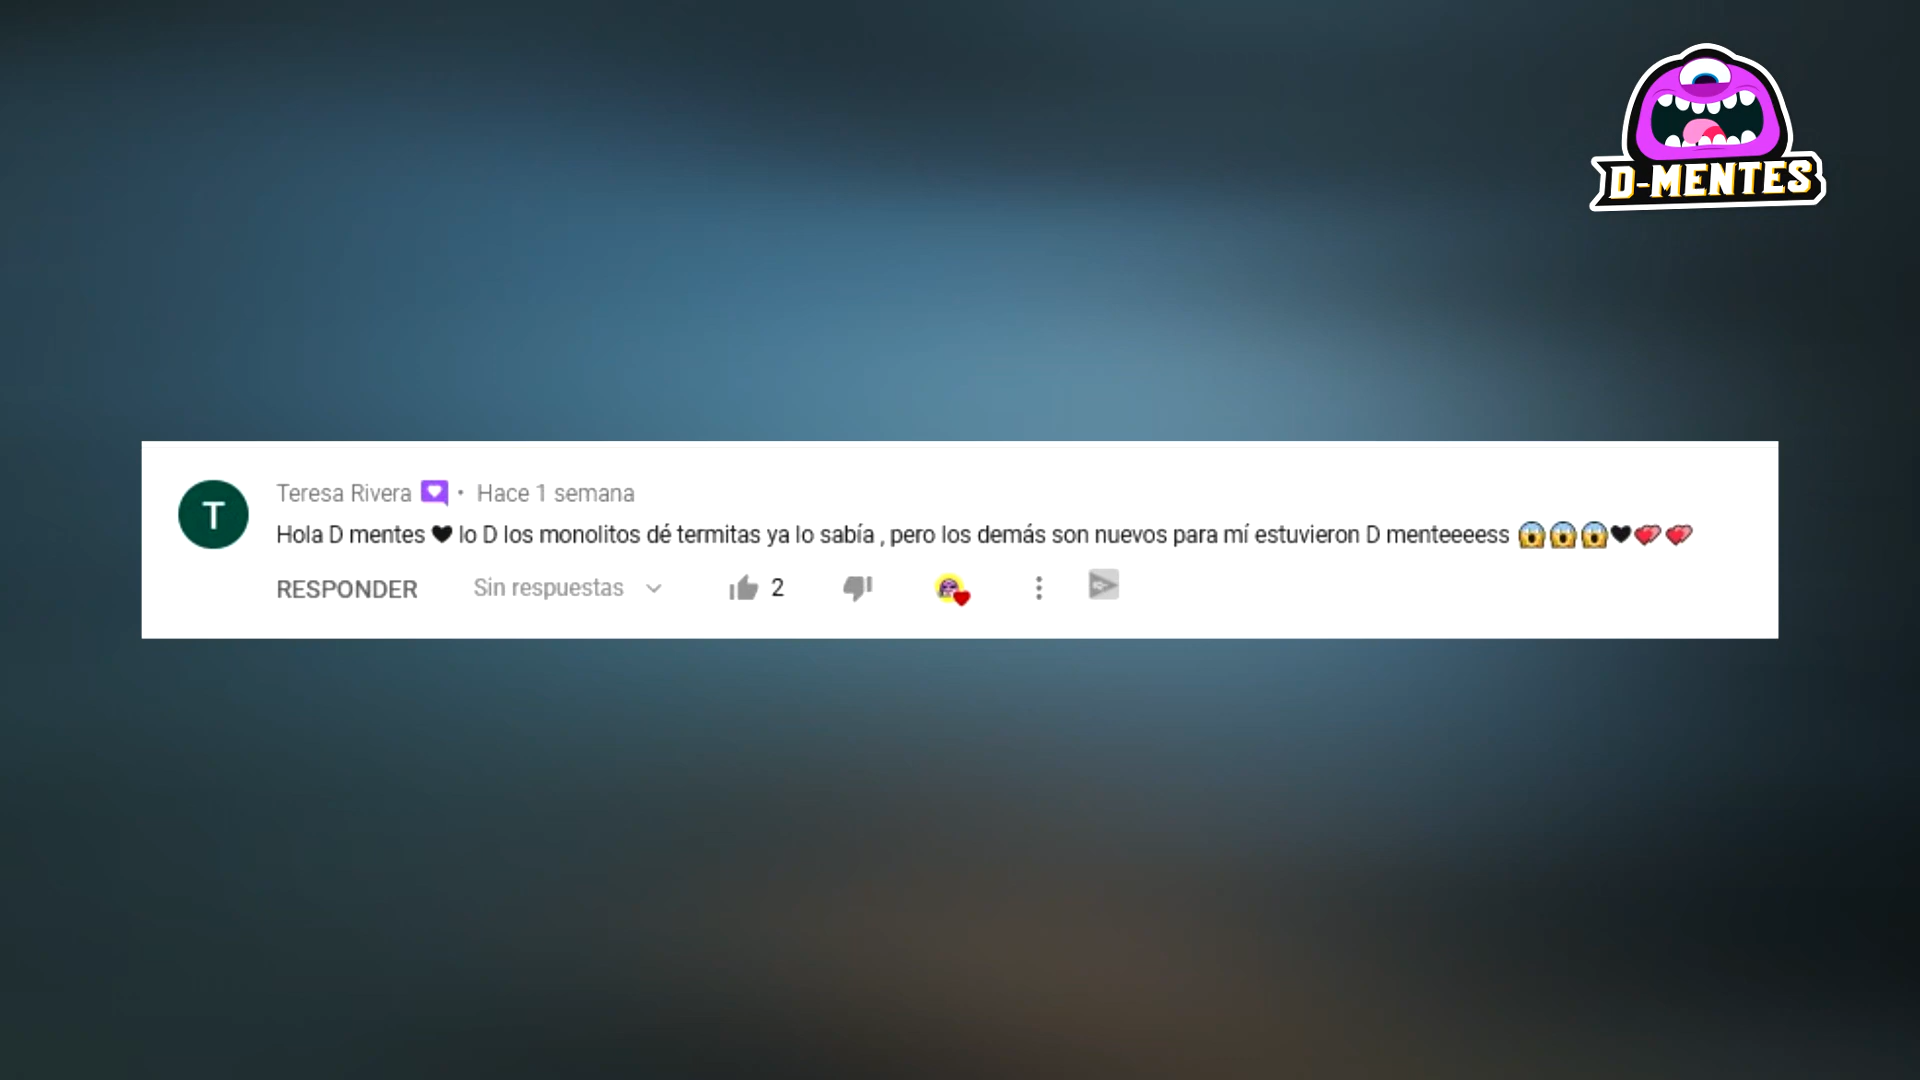 D-MENTES
T
Teresa Rivera • Hace 1 semana
Hola D mentes 🖤 lo D los monolitos dé termitas ya lo sabía , pero los demás son nuevos para mí estuvieron D menteeeess 😱😱😱🖤💕💕
RESPONDER Sin respuestas 2